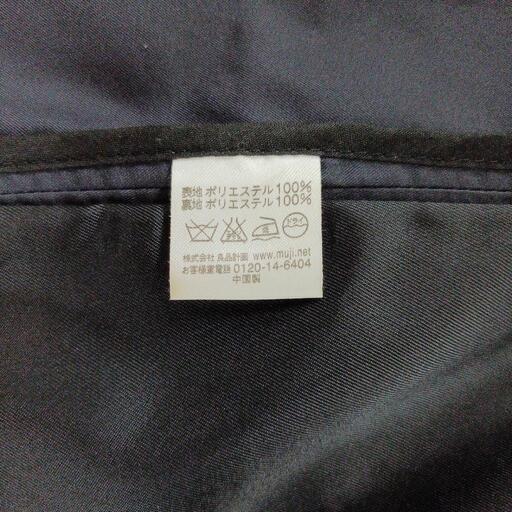 表地 ポリエステル100%
裏地 ポリエステル100%
ドライ
株式会社 良品計画 www.muji.net
お客様室電話 0120-14-6404
中国製